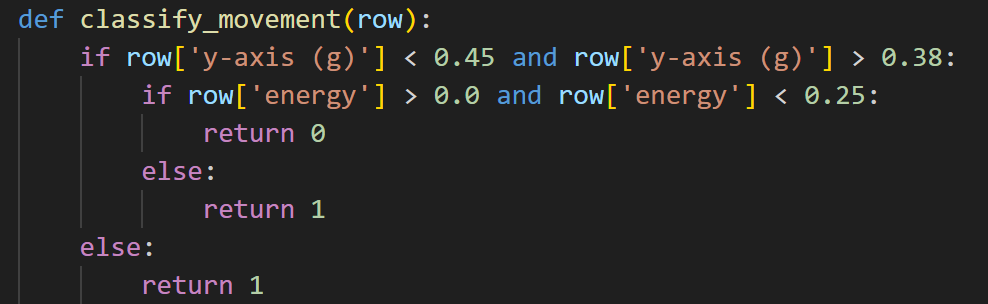 def classify_movement(row):
    if row['y-axis (g)'] < 0.45 and row['y-axis (g)'] > 0.38:
        if row['energy'] > 0.0 and row['energy'] < 0.25:
            return 0
        else:
            return 1
    else:
        return 1